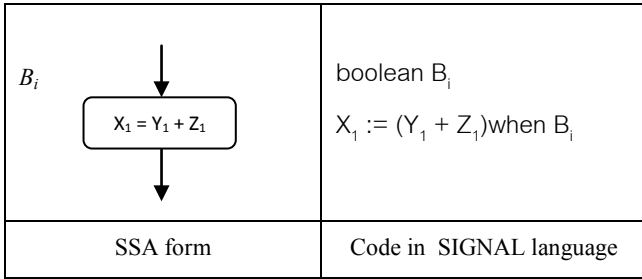 B_i
X₁ = Y₁ + Z₁
boolean B_i
X₁ := (Y₁ + Z₁)when B_i
SSA form
Code in SIGNAL language